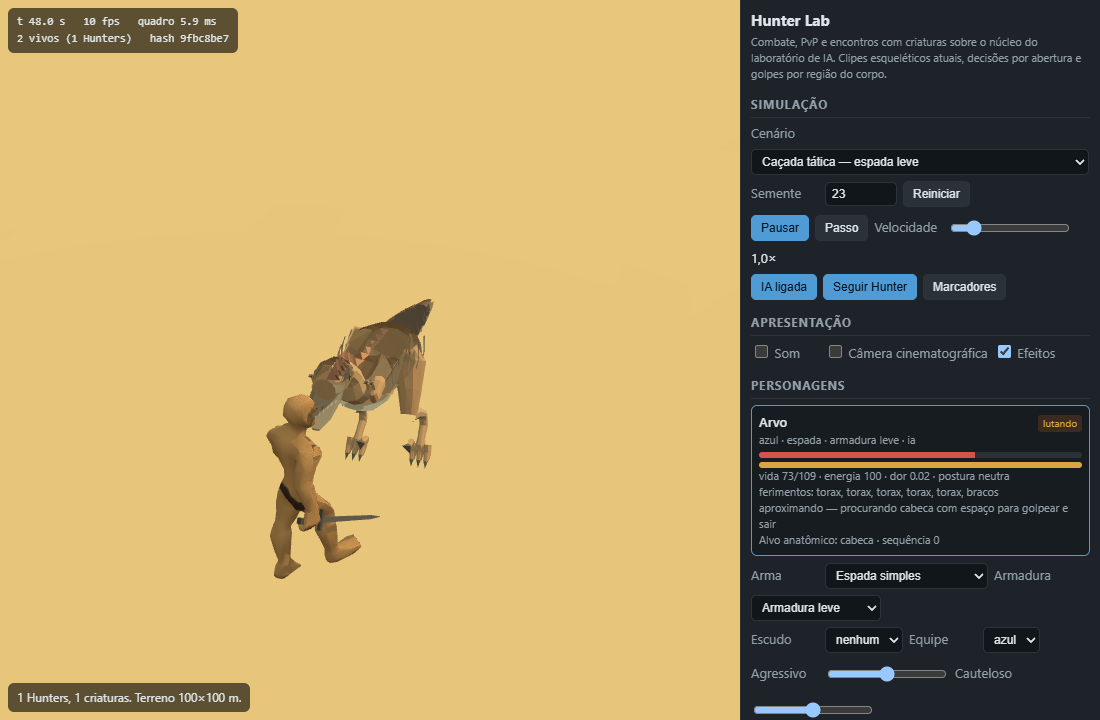 t 48.0 s   10 fps   quadro 5.9 ms
2 vivos (1 Hunters)   hash 9fbc8be7
1 Hunters, 1 criaturas. Terreno 100×100 m.
Hunter Lab
Combate, PvP e encontros com criaturas sobre o núcleo do
laboratório de IA. Clipes esqueléticos atuais, decisões por abertura e
golpes por região do corpo.
SIMULAÇÃO
Cenário
Caçada tática — espada leve
Semente 23 Reiniciar
Pausar Passo Velocidade
1,0×
IA ligada Seguir Hunter Marcadores
APRESENTAÇÃO
Som Câmera cinematográfica Efeitos
PERSONAGENS
Arvo lutando
azul · espada · armadura leve · ia
vida 73/109 · energia 100 · dor 0.02 · postura neutra
ferimentos: torax, torax, torax, torax, torax, bracos
aproximando — procurando cabeca com espaço para golpear e
sair
Alvo anatômico: cabeca · sequência 0
Arma Espada simples Armadura
Armadura leve
Escudo nenhum Equipe azul
Agressivo Cauteloso